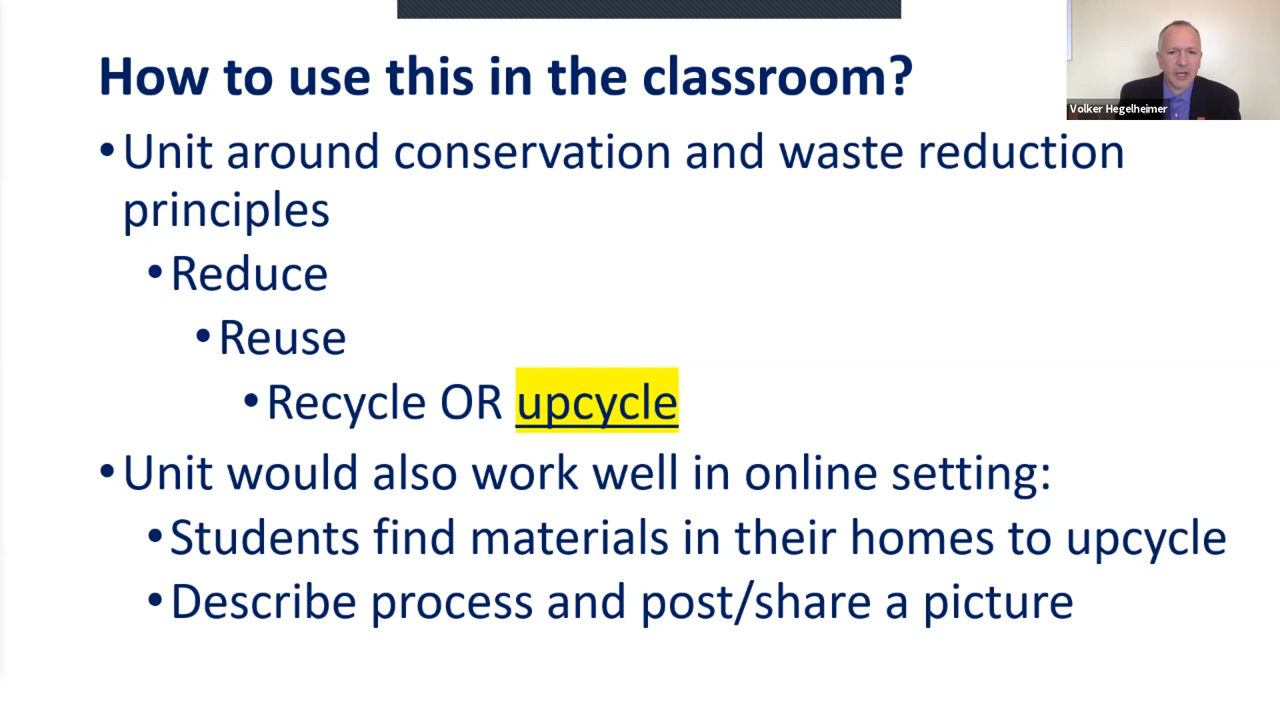 How to use this in the classroom?
Volker Hegelheimer
•Unit around conservation and waste reduction
principles
•Reduce
•Reuse
•Recycle OR upcycle
•Unit would also work well in online setting:
•Students find materials in their homes to upcycle
•Describe process and post/share a picture